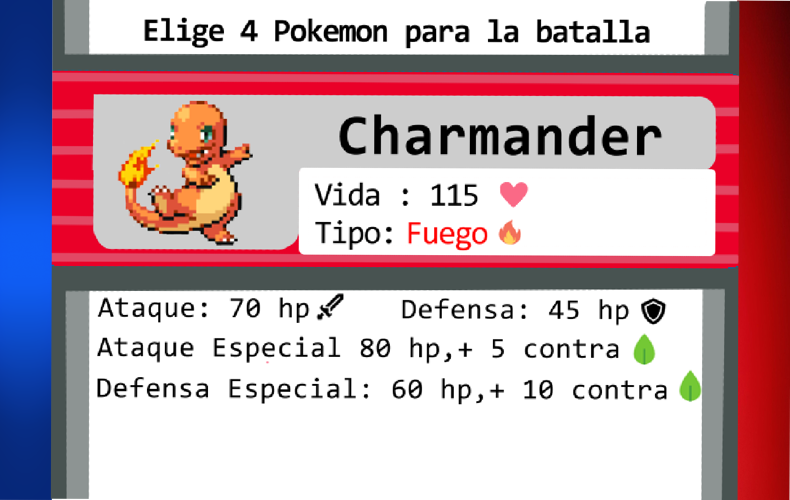 Elige 4 Pokemon para la batalla
Charmander
Vida : 115
Tipo: Fuego
Ataque: 70 hp Defensa: 45 hp
Ataque Especial 80 hp,+ 5 contra
Defensa Especial: 60 hp,+ 10 contra